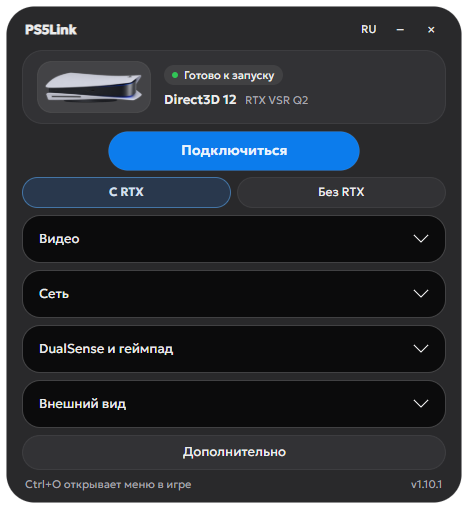 PS5Link
RU
Готово к запуску
Direct3D 12 RTX VSR Q2
Подключиться
С RTX
Без RTX
Видео
Сеть
DualSense и геймпад
Внешний вид
Дополнительно
Ctrl+O открывает меню в игре
v1.10.1